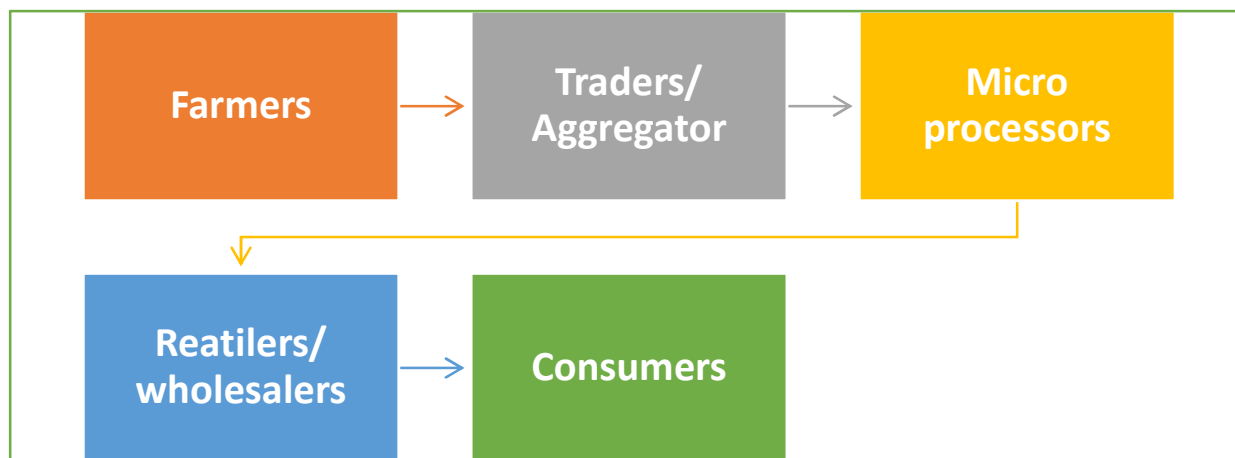 Farmers
Traders/
Aggregator
Micro
processors
Reatilers/
wholesalers
Consumers